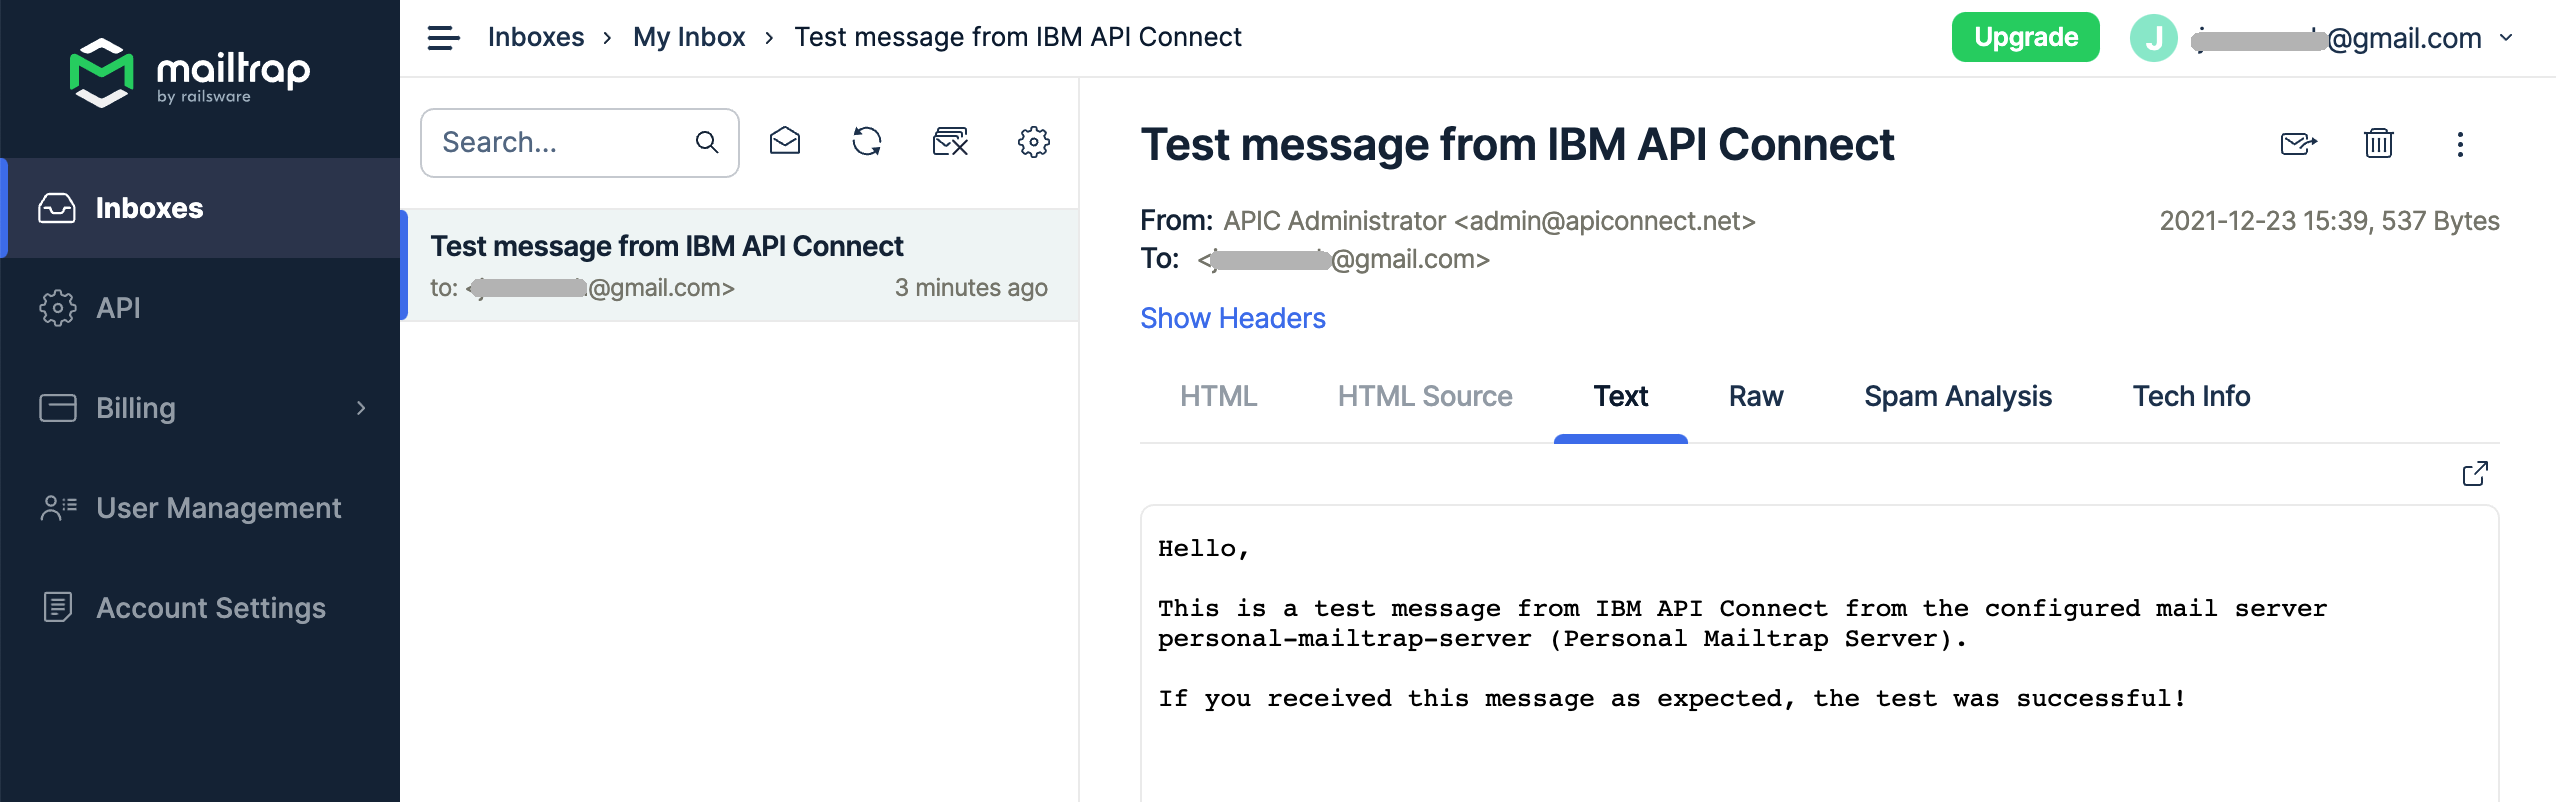 mailtrap
by railsware
Inboxes
API
Billing
User Management
Account Settings
Inboxes › My Inbox › Test message from IBM API Connect
Upgrade
J
@gmail.com
Search...
Test message from IBM API Connect
to: < @gmail.com>
3 minutes ago
Test message from IBM API Connect
From: APIC Administrator <admin@apiconnect.net>
2021-12-23 15:39, 537 Bytes
To: < @gmail.com>
Show Headers
HTML HTML Source Text Raw Spam Analysis Tech Info
Hello,
This is a test message from IBM API Connect from the configured mail server
personal-mailtrap-server (Personal Mailtrap Server).
If you received this message as expected, the test was successful!